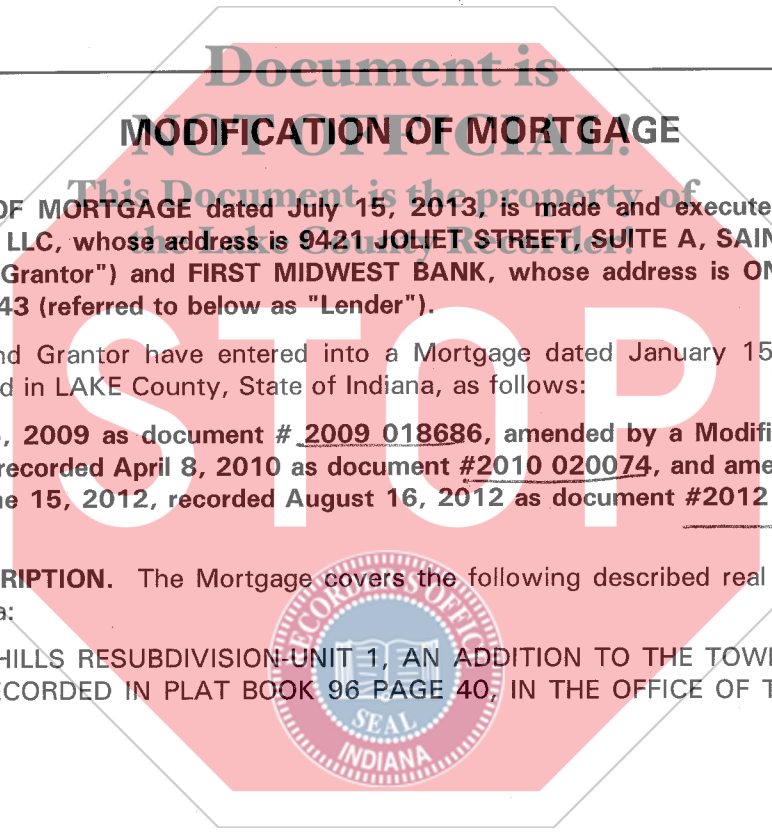 Document is
NOT OFFICIAL!
This Document is the property of
the Lake County Recorder!
STOP
MODIFICATION OF MORTGAGE
OF MORTGAGE dated July 15, 2013, is made and execute
LLC, whose address is 9421 JOLIET STREET, SUITE A, SAIN
Grantor") and FIRST MIDWEST BANK, whose address is ON
43 (referred to below as "Lender").
nd Grantor have entered into a Mortgage dated January 15
d in LAKE County, State of Indiana, as follows:
, 2009 as document # 2009 018686, amended by a Modifi
recorded April 8, 2010 as document #2010 020074, and ame
ne 15, 2012, recorded August 16, 2012 as document #2012
RIPTION. The Mortgage covers the following described real
a:
HILLS RESUBDIVISION-UNIT 1, AN ADDITION TO THE TOW
ECORDED IN PLAT BOOK 96 PAGE 40, IN THE OFFICE OF T
RECORDER'S OFFICE
SEAL
INDIANA